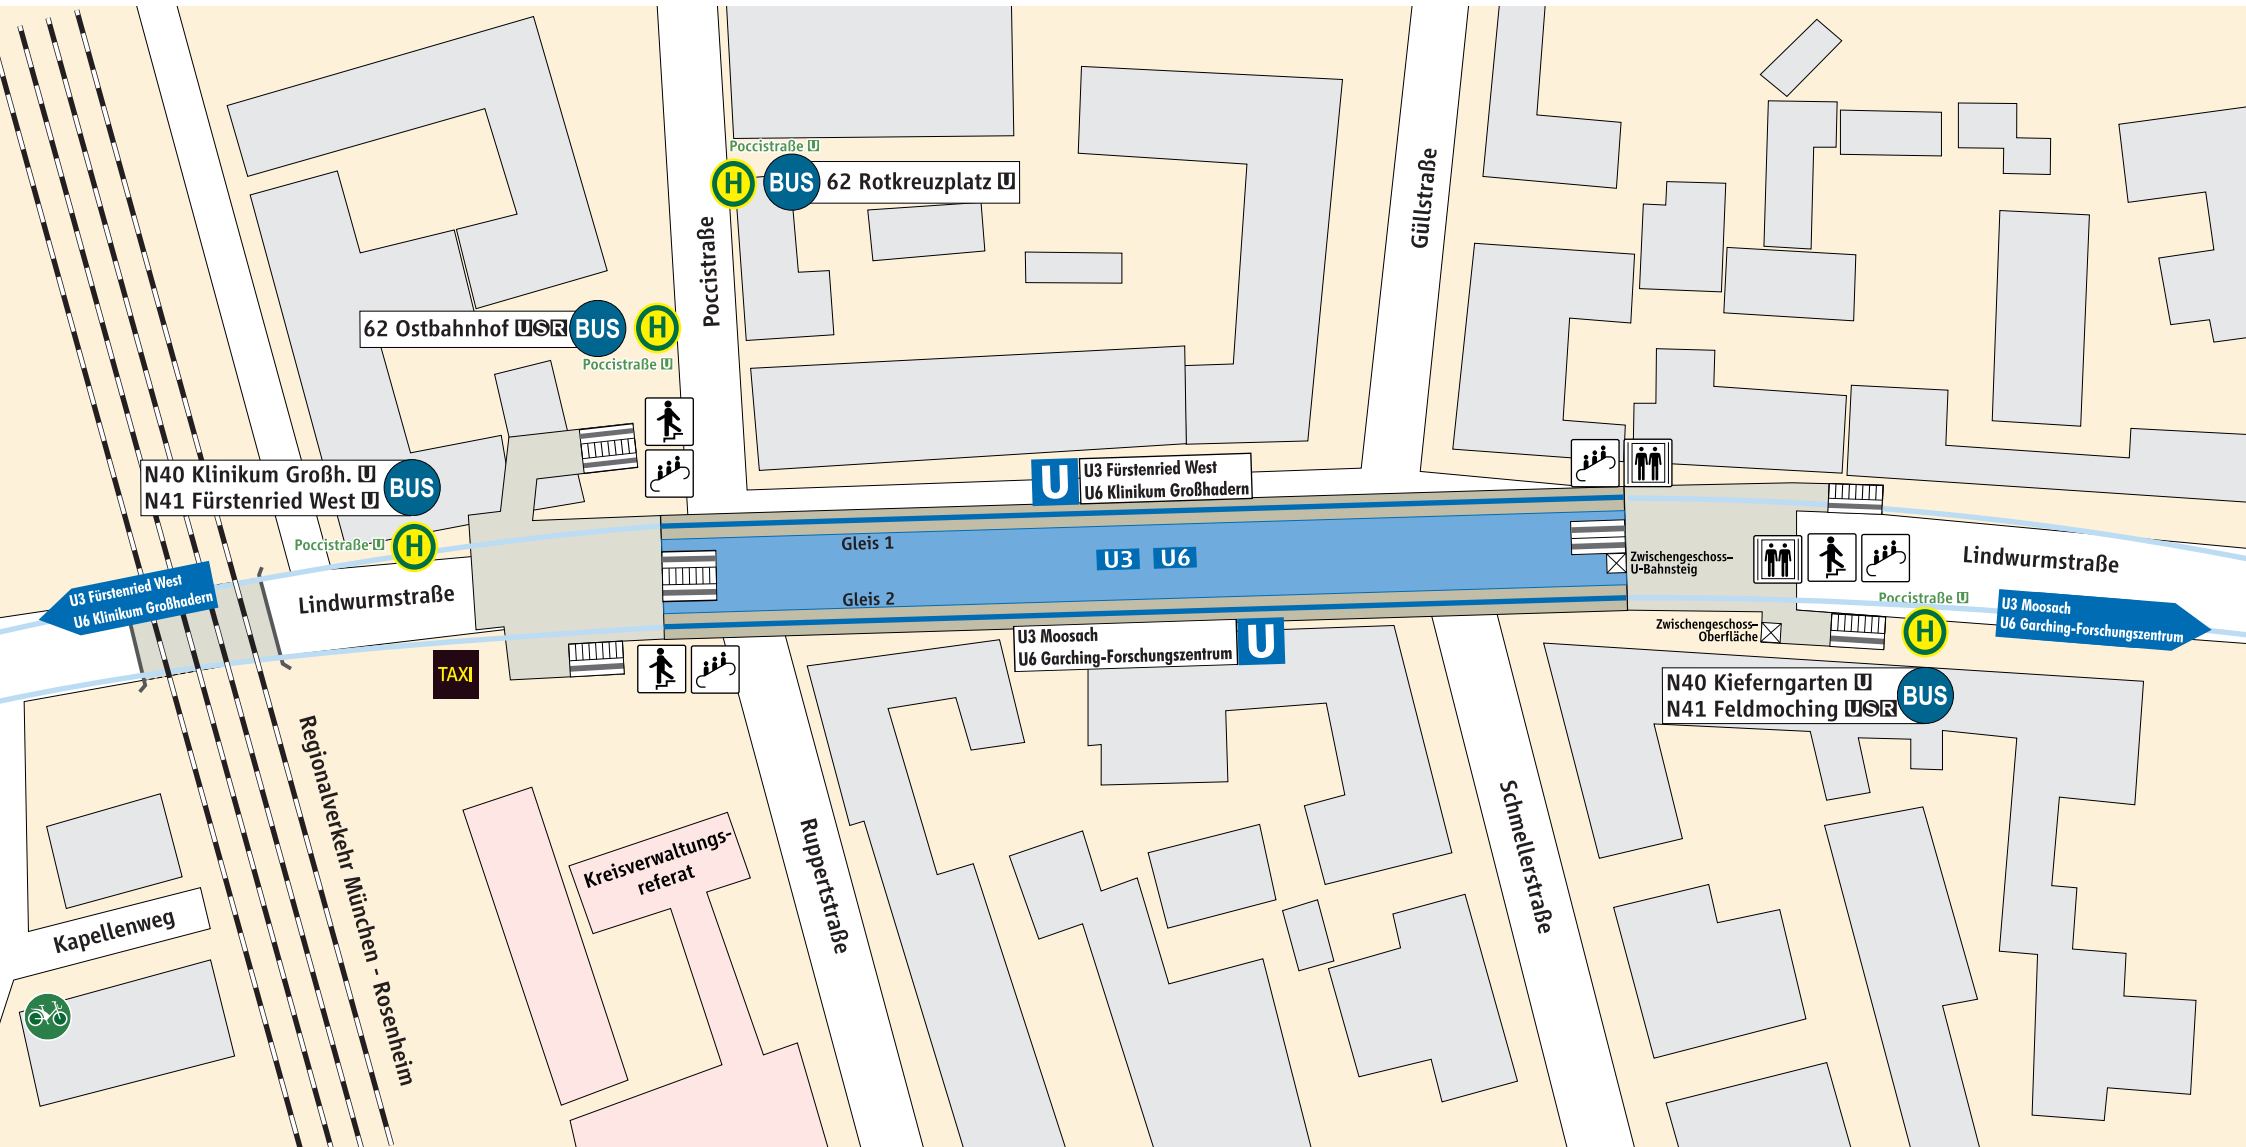 Poccistraße U
H BUS 62 Rotkreuzplatz U
Poccistraße
Güllstraße
62 Ostbahnhof USR BUS H
Poccistraße U
N40 Klinikum Großh. U
N41 Fürstenried West U
BUS
Poccistraße U H
U
U3 Fürstenried West
U6 Klinikum Großhadern
Gleis 1
U3 U6
Gleis 2
Zwischengeschoss–
U-Bahnsteig
Lindwurmstraße
U3 Fürstenried West
U6 Klinikum Großhadern
Lindwurmstraße
Poccistraße U
H
U3 Moosach
U6 Garching-Forschungszentrum
Zwischengeschoss–
Oberfläche
U3 Moosach
U6 Garching-Forschungszentrum
U
TAXI
N40 Kieferngarten U
N41 Feldmoching USR
BUS
Regionalverkehr München - Rosenheim
Kreisverwaltungs-
referat
Ruppertstraße
Schmellerstraße
Kapellenweg